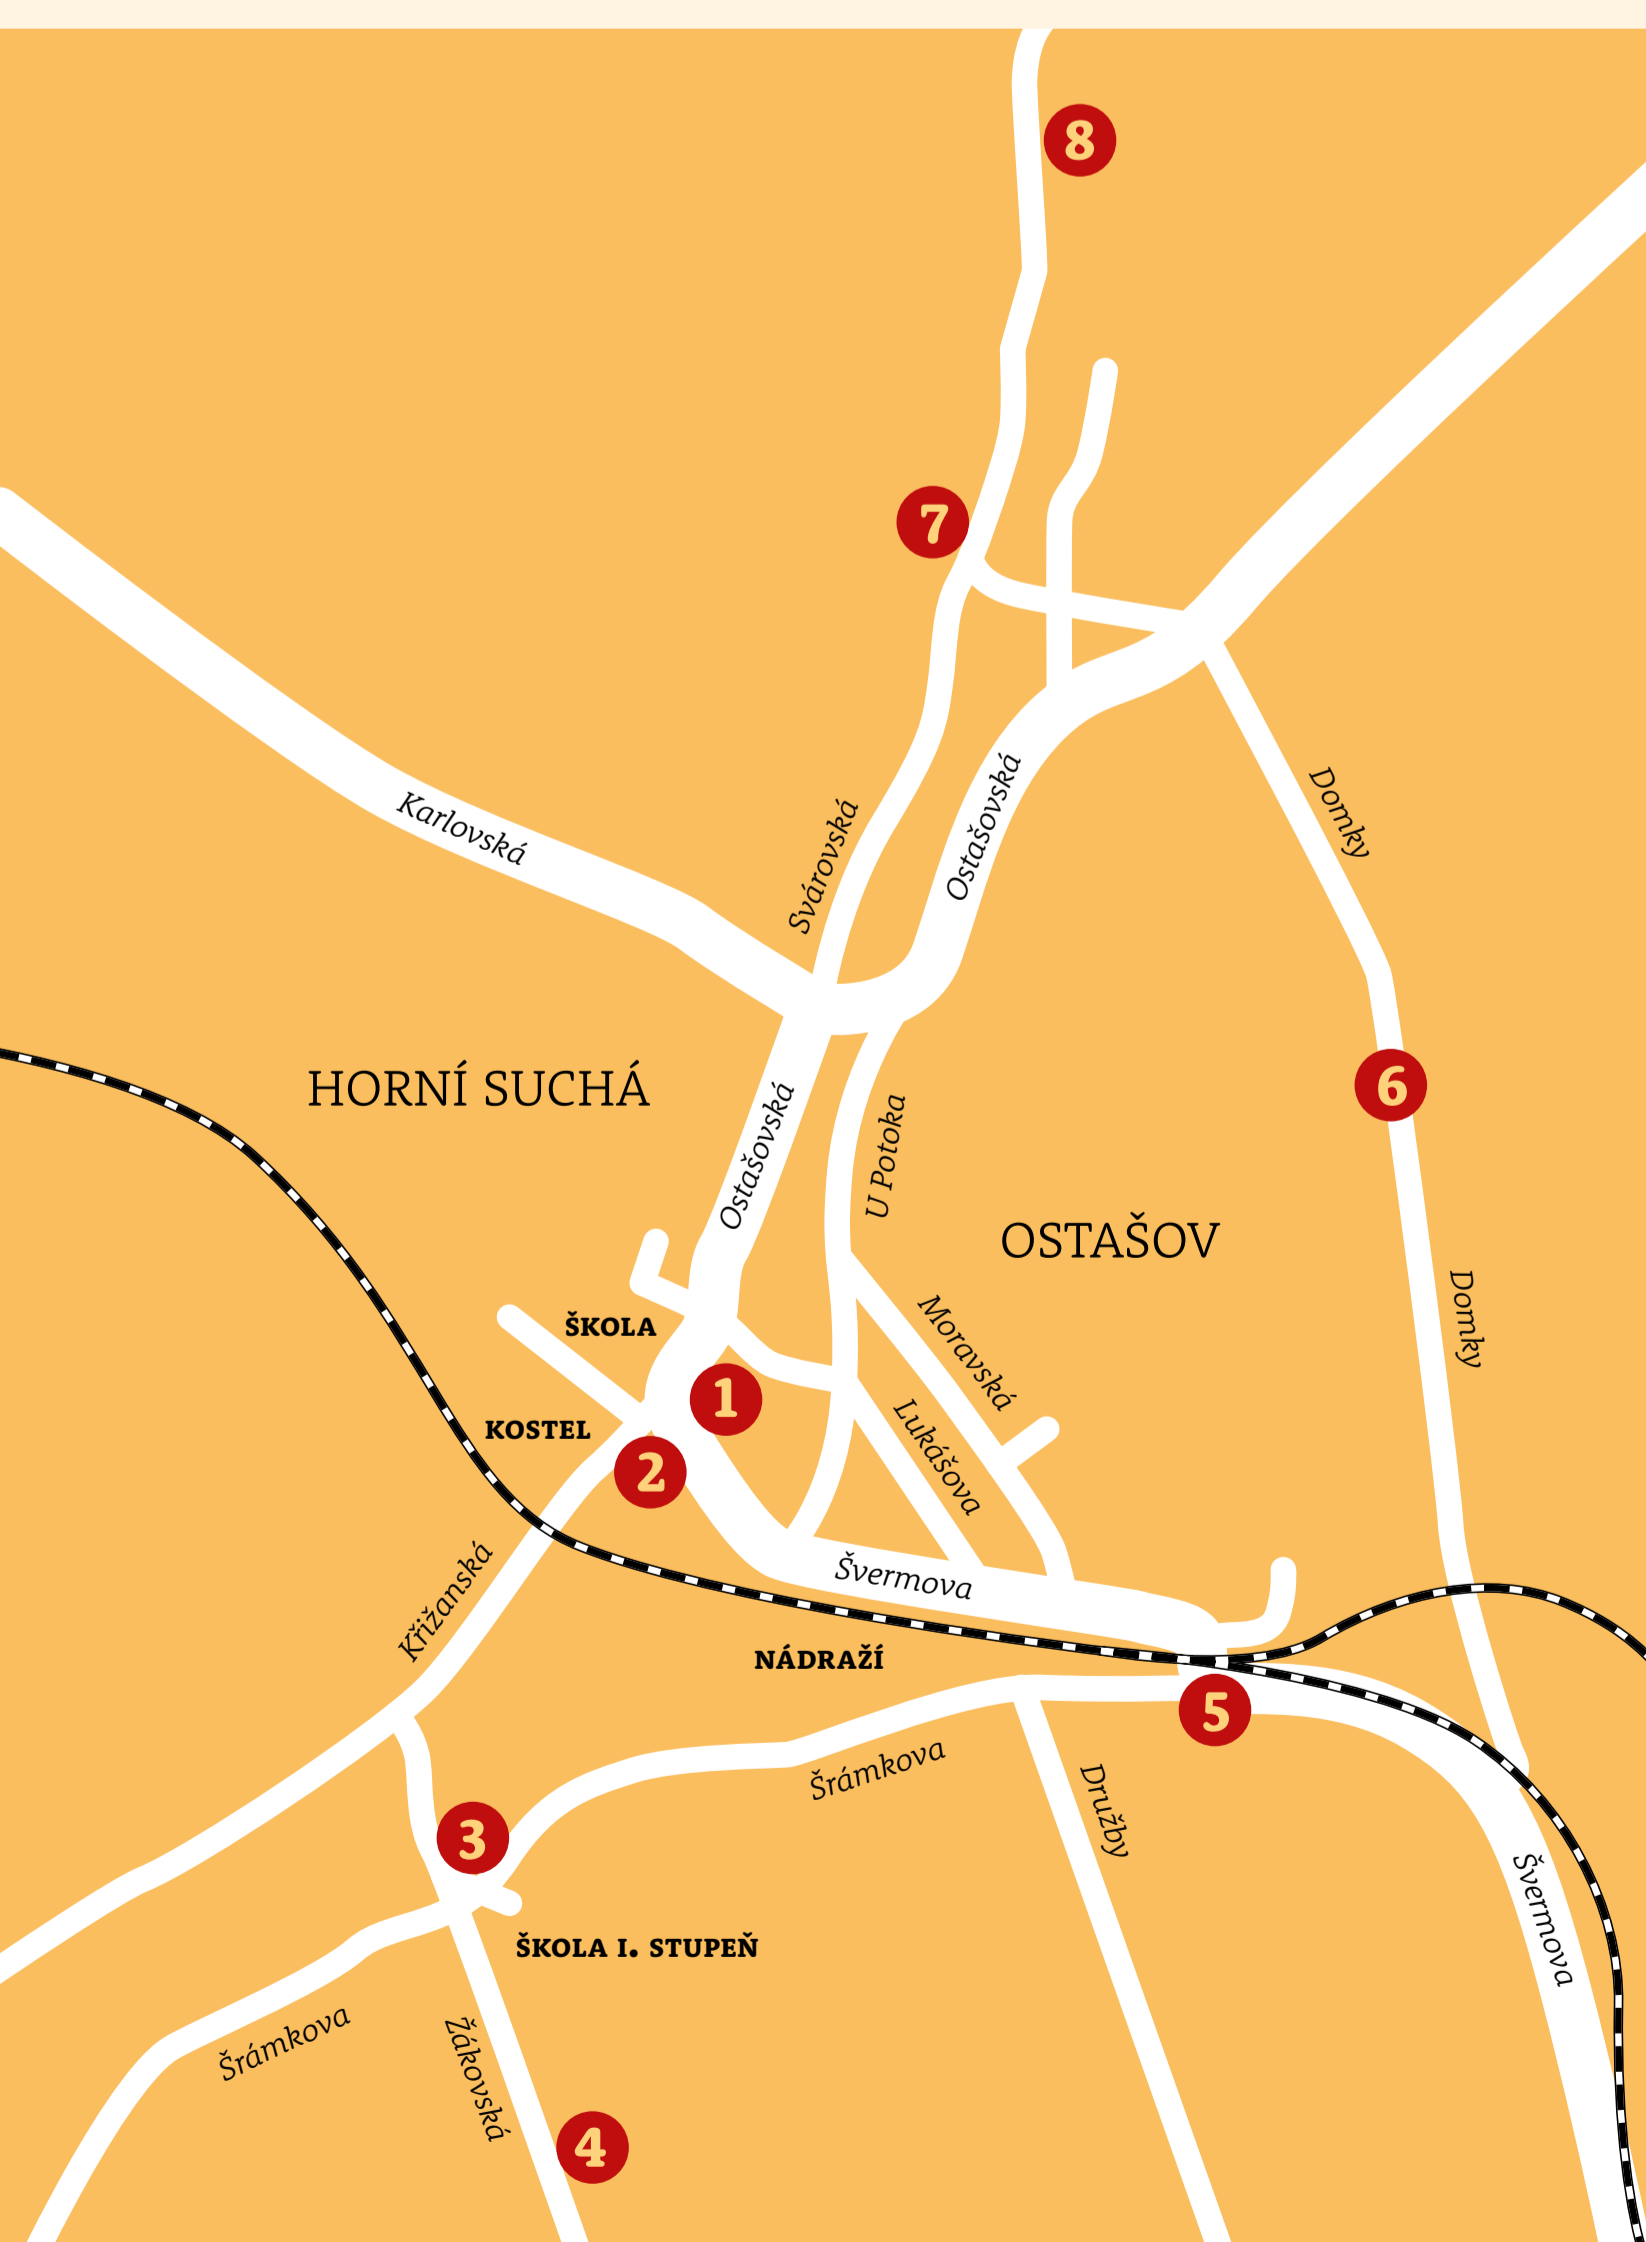 8
7
Domky
Ostašovská
Karlovská
Svárovská
6
HORNÍ SUCHÁ
Ostašovská
U Potoka
OSTAŠOV
Domky
ŠKOLA
Moravská
1
KOSTEL
Lukášova
2
Švermova
Křižanská
NÁDRAŽÍ
5
Šrámkova
Družby
3
Švermova
ŠKOLA I. STUPEŇ
Šrámkova
Žákovská
4